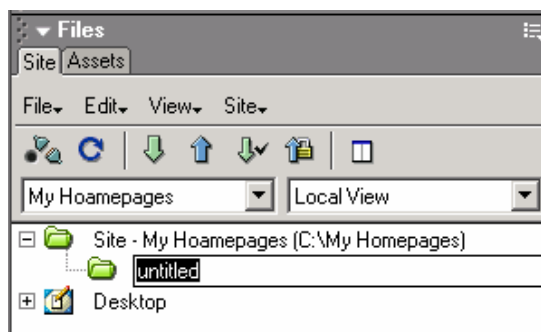 Files
Site Assets
File Edit View Site
My Hoamepages Local View
Site - My Hoamepages (C:\My Homepages)
untitled
Desktop